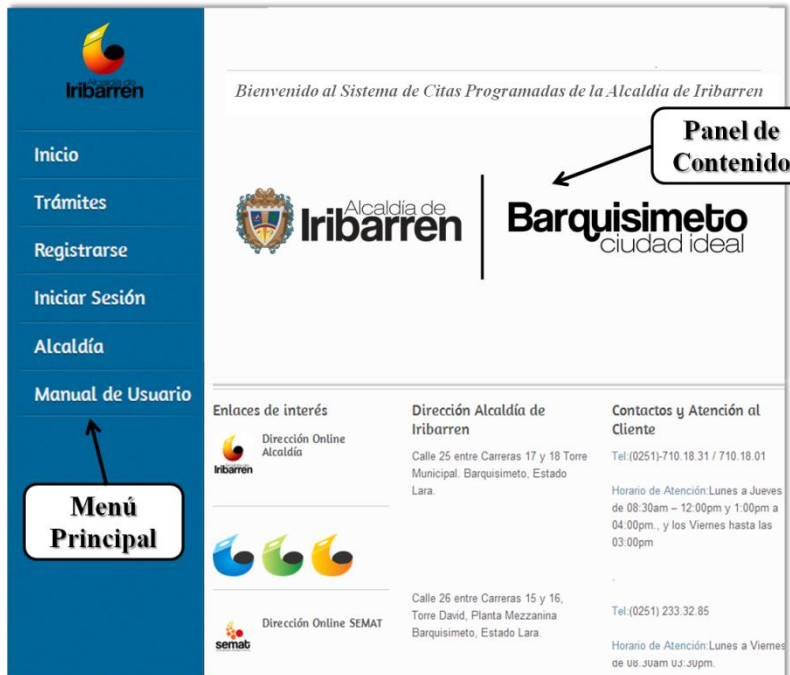 Alcaldía de
Iribarren
Inicio
Trámites
Registrarse
Iniciar Sesión
Alcaldía
Manual de Usuario
Menú
Principal
Bienvenido al Sistema de Citas Programadas de la Alcaldía de Iribarren
Panel de
Contenido
Alcaldía de
Iribarren
Barquisimeto
ciudad ideal
Enlaces de interés
Iribarren
Dirección Online
Alcaldía
semat
Dirección Online SEMAT
Dirección Alcaldía de
Iribarren
Calle 25 entre Carreras 17 y 18 Torre
Municipal. Barquisimeto, Estado
Lara.
Calle 26 entre Carreras 15 y 16,
Torre David, Planta Mezzanina
Barquisimeto, Estado Lara.
Contactos y Atención al
Cliente
Tel:(0251)-710.18.31 / 710.18.01
Horario de Atención:Lunes a Jueves
de 08:30am – 12:00pm y 1:00pm a
04:00pm., y los Viernes hasta las
03:00pm
.
Tel:(0251) 233.32.85
Horario de Atención:Lunes a Viernes
de 08:30am 03:30pm.